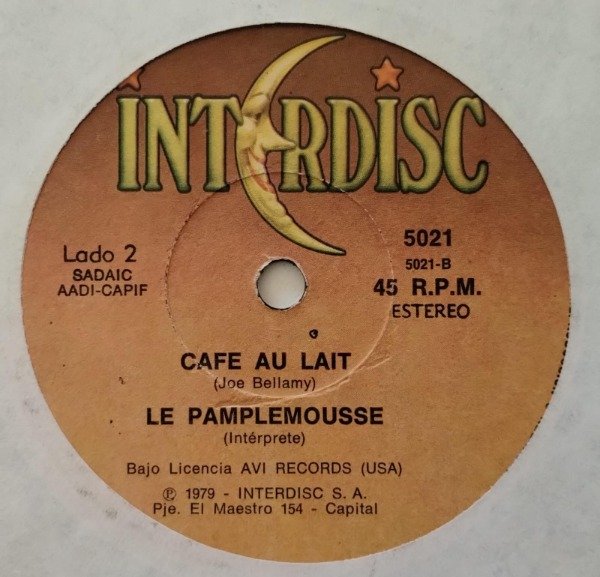 INTERDISC
Lado 2
SADAIC
AADI-CAPIF
5021
5021-B
45 R.P.M.
ESTEREO
CAFE AU LAIT
(Joe Bellamy)
LE PAMPLEMOUSSE
(Intérprete)
Bajo Licencia AVI RECORDS (USA)
℗ 1979 - INTERDISC S. A.
Pje. El Maestro 154 - Capital